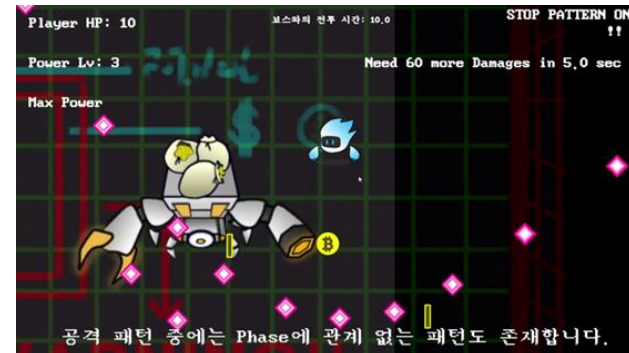 Player HP: 10
보스와의 전투 시간: 10.0
STOP PATTERN ON
!!
Power Lv: 3
Need 60 more Damages in 5.0 sec
Max Power
$
₿
공격 패턴 중에는 Phase에 관계 없는 패턴도 존재합니다.